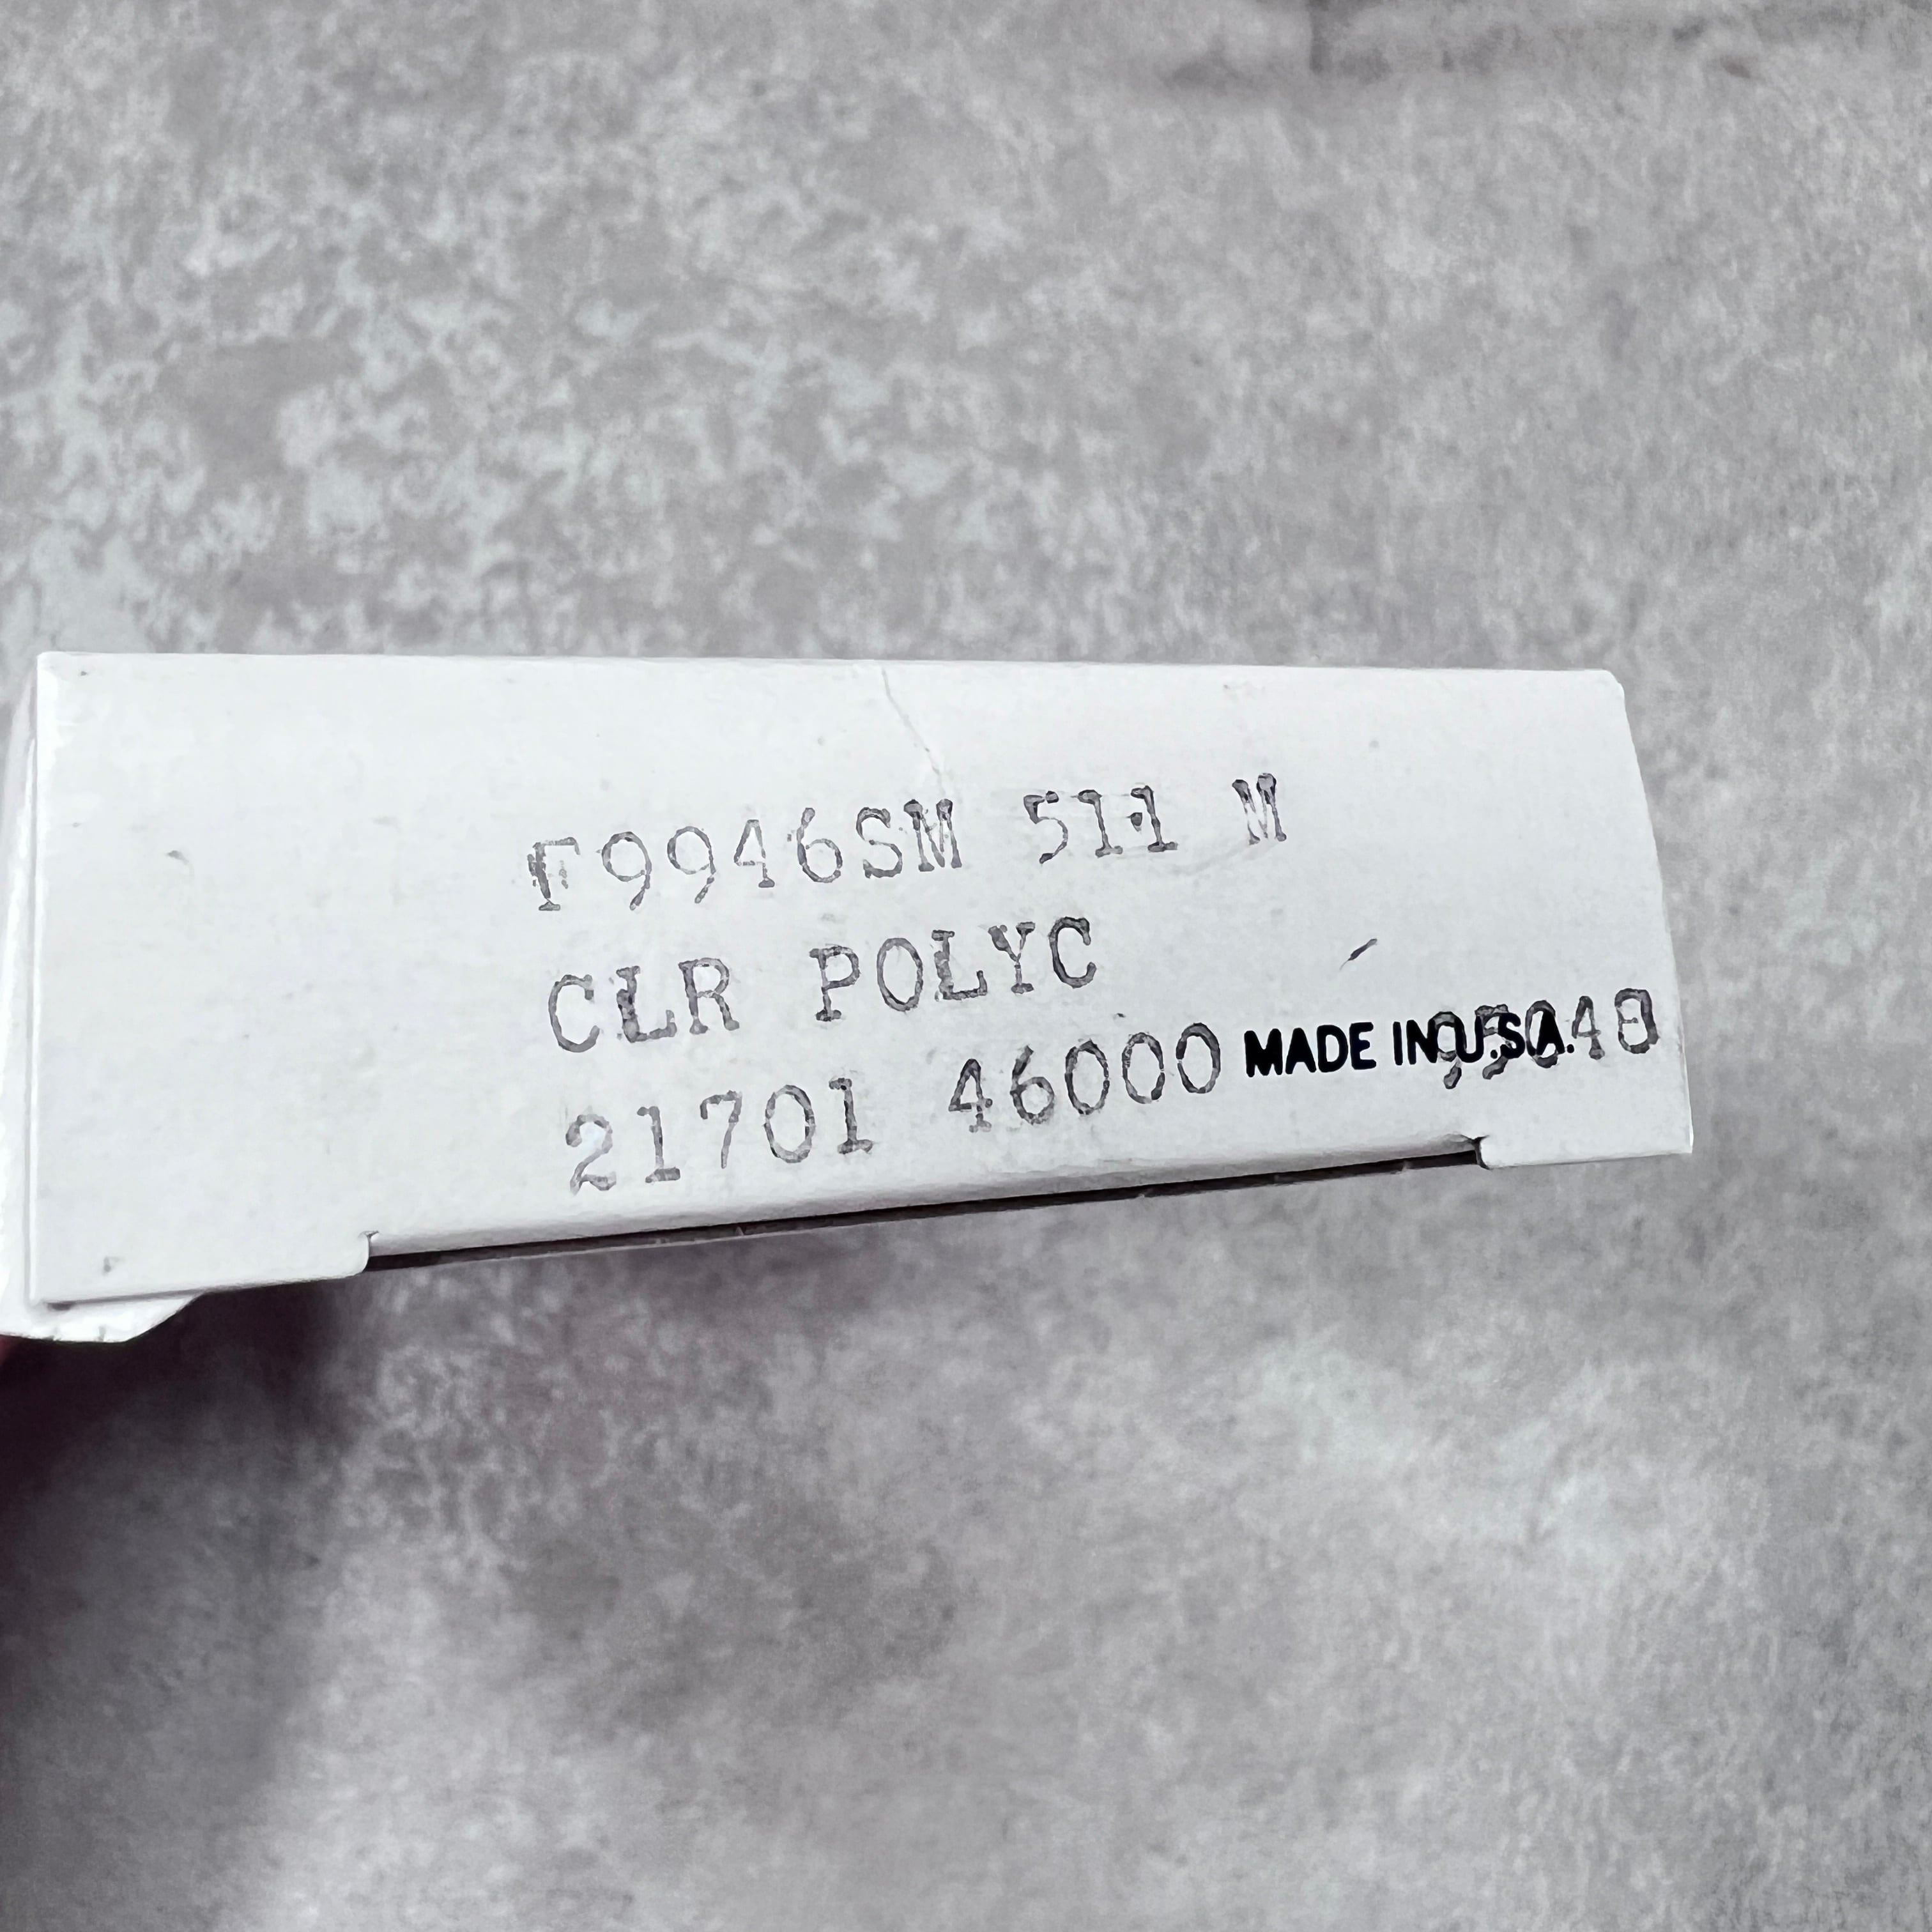 F9946SM 511 M
CLR POLYC
21701 46000 MADE IN U.S.A.